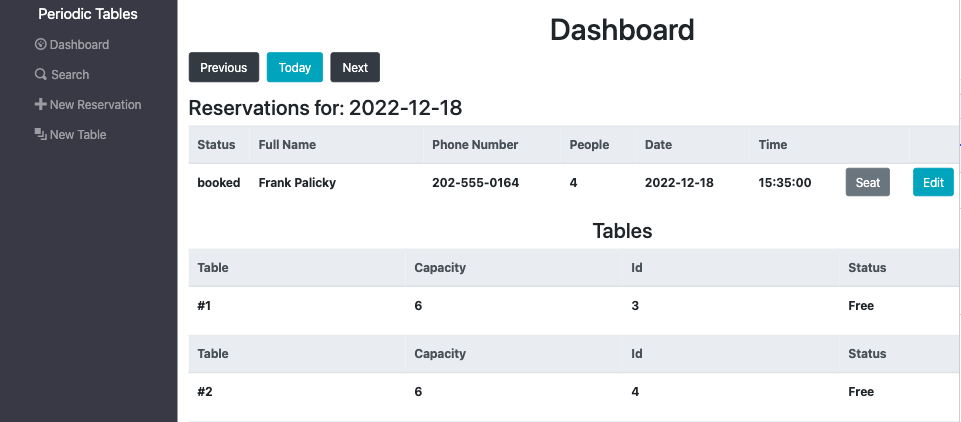 Periodic Tables
Dashboard
Search
New Reservation
New Table
Dashboard
Previous Today Next
Reservations for: 2022-12-18
Status Full Name Phone Number People Date Time
booked Frank Palicky 202-555-0164 4 2022-12-18 15:35:00 Seat Edit
Tables
Table Capacity Id Status
#1 6 3 Free
Table Capacity Id Status
#2 6 4 Free